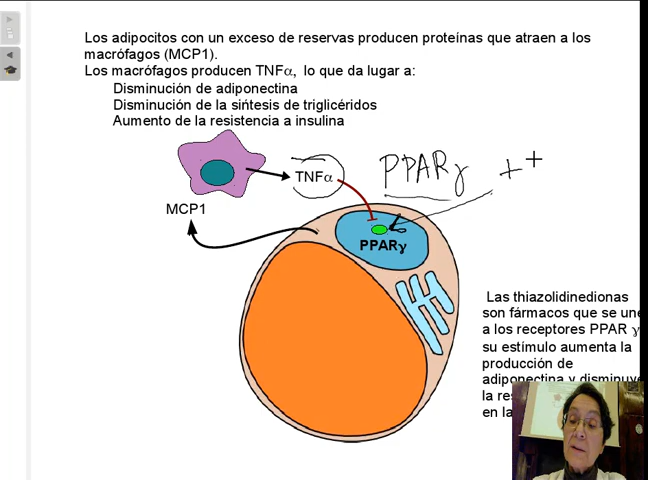 Los adipocitos con un exceso de reservas producen proteínas que atraen a los
macrófagos (MCP1).
Los macrófagos producen TNFα, lo que da lugar a:
Disminución de adiponectina
Disminución de la síntesis de triglicéridos
Aumento de la resistencia a insulina
TNFα
PPARγ ++
MCP1
PPARγ
Las thiazolidinedionas
son fármacos que se une
a los receptores PPAR γ
su estímulo aumenta la
producción de
adiponectina y disminuye
la
en la